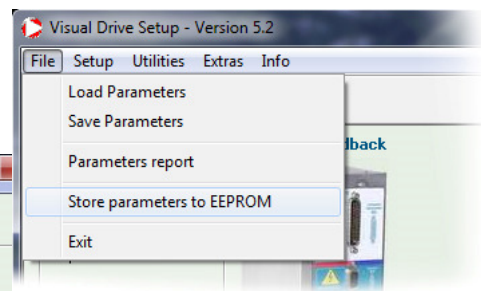 Visual Drive Setup - Version 5.2
File Setup Utilities Extras Info
Load Parameters
Save Parameters
dback
Parameters report
Store parameters to EEPROM
Exit